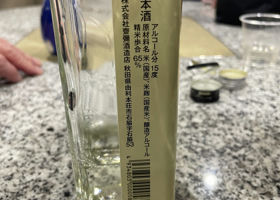 本酒
アルコール分 15度
原材料名 米（国産）、米麹（国産米）、醸造アルコール
精米歩合 65%
株式会社齋彌酒造店 秋田県由利本荘市石脇字石脇53